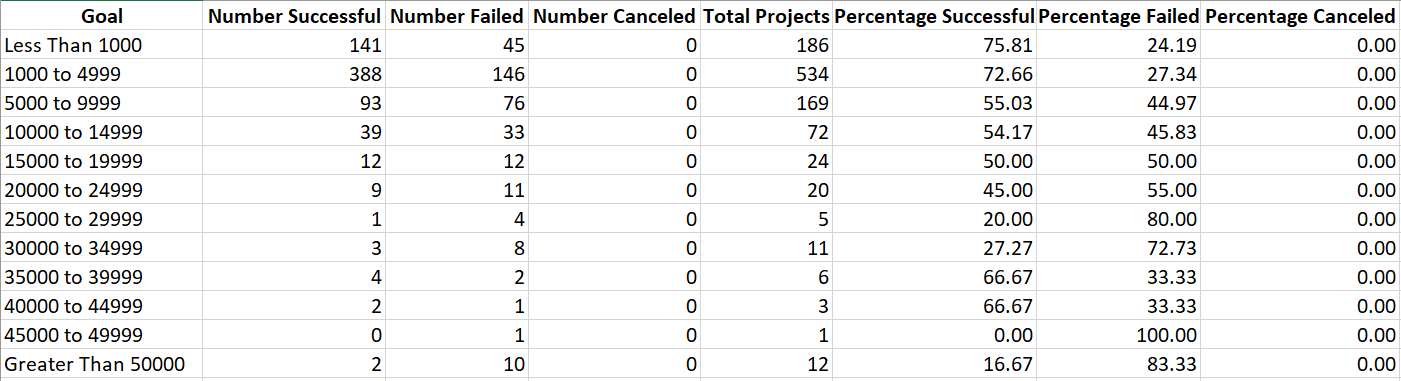 Goal Number Successful Number Failed Number Canceled Total Projects Percentage Successful Percentage Failed Percentage Canceled
Less Than 1000 141 45 0 186 75.81 24.19 0.00
1000 to 4999 388 146 0 534 72.66 27.34 0.00
5000 to 9999 93 76 0 169 55.03 44.97 0.00
10000 to 14999 39 33 0 72 54.17 45.83 0.00
15000 to 19999 12 12 0 24 50.00 50.00 0.00
20000 to 24999 9 11 0 20 45.00 55.00 0.00
25000 to 29999 1 4 0 5 20.00 80.00 0.00
30000 to 34999 3 8 0 11 27.27 72.73 0.00
35000 to 39999 4 2 0 6 66.67 33.33 0.00
40000 to 44999 2 1 0 3 66.67 33.33 0.00
45000 to 49999 0 1 0 1 0.00 100.00 0.00
Greater Than 50000 2 10 0 12 16.67 83.33 0.00